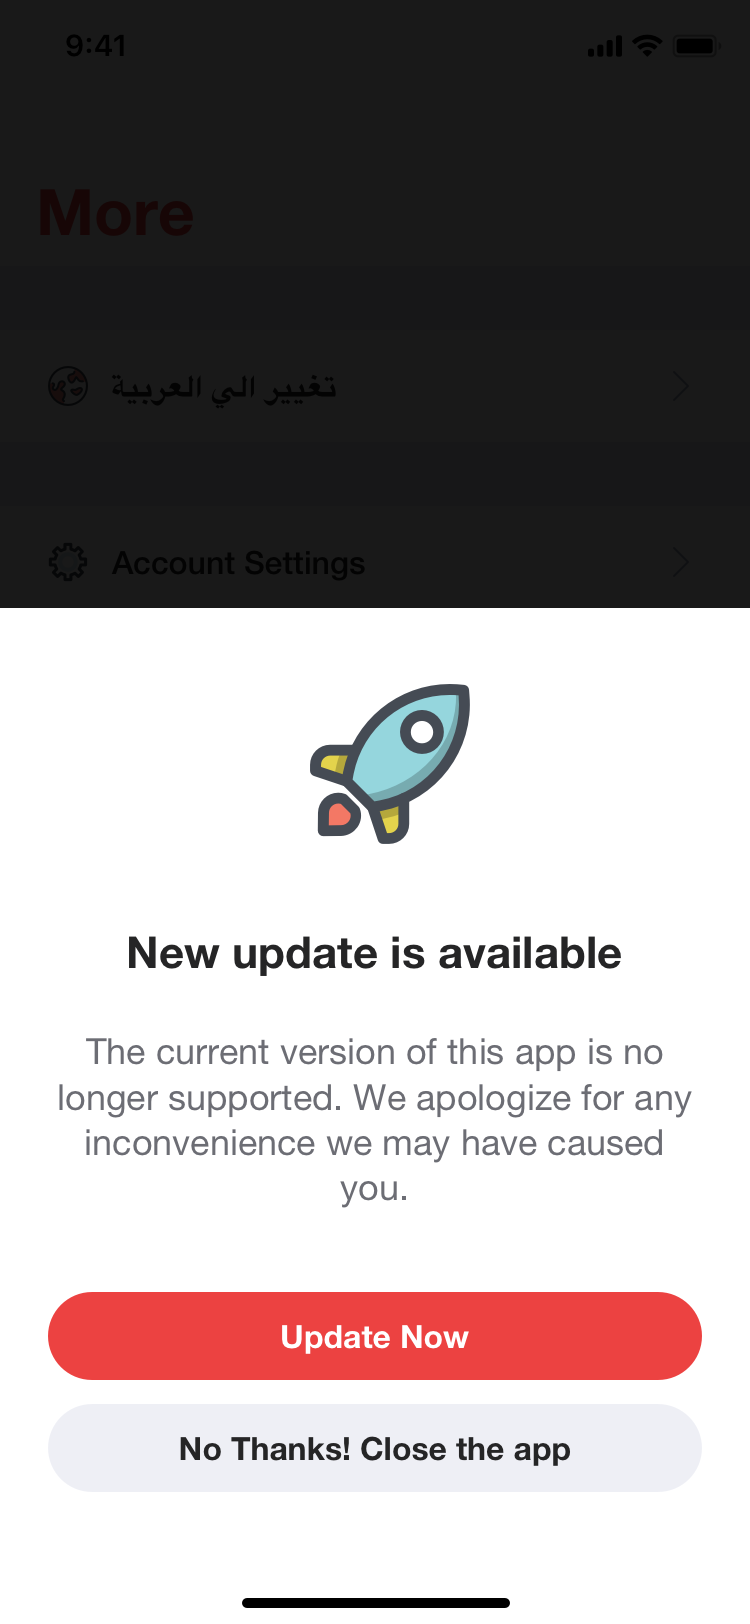 9:41
More
تغيير الي العربية
Account Settings
New update is available
The current version of this app is no
longer supported. We apologize for any
inconvenience we may have caused
you.
Update Now
No Thanks! Close the app